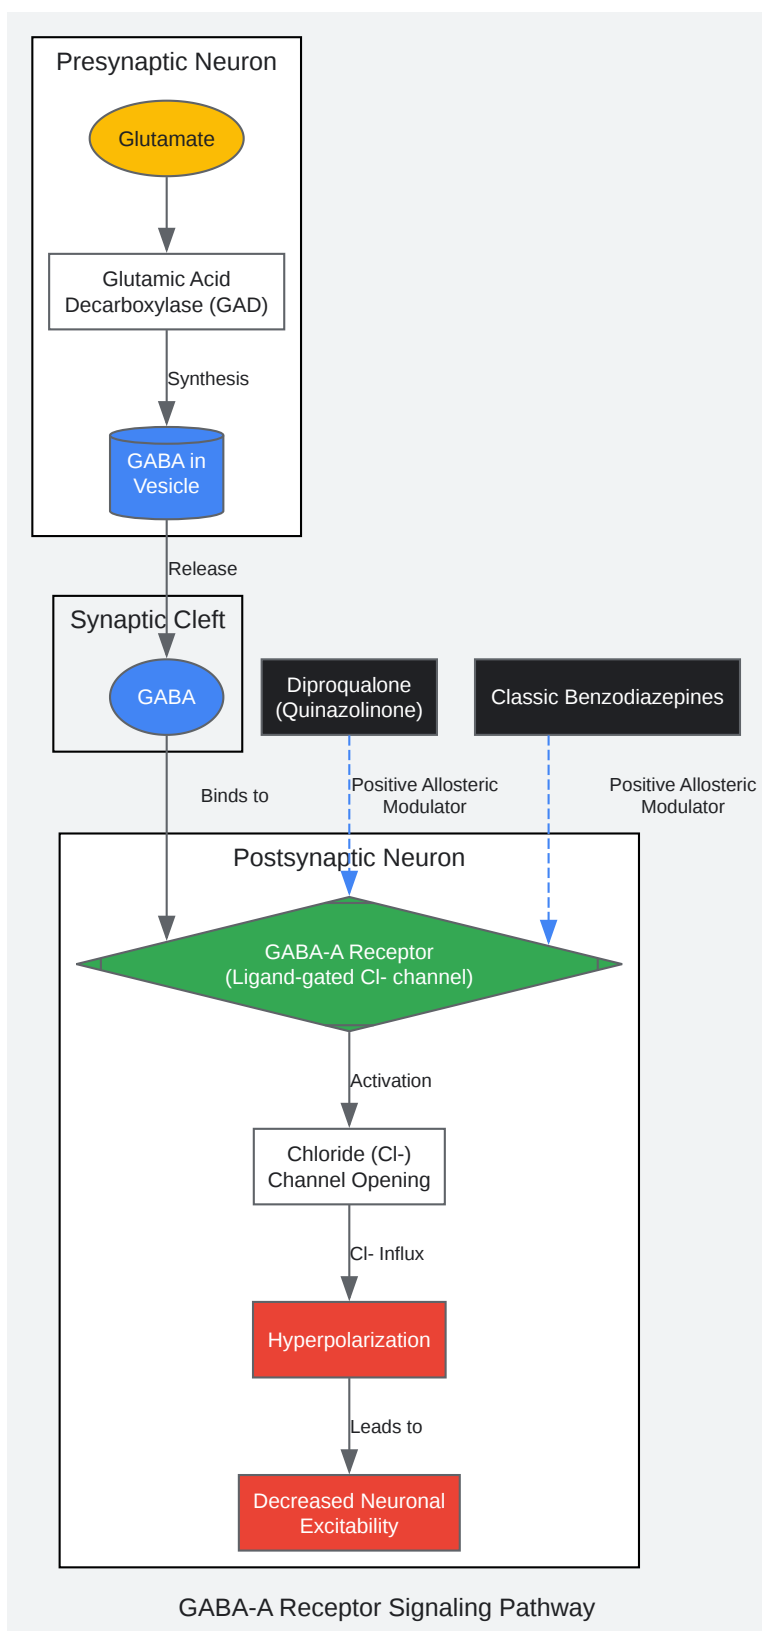 Presynaptic Neuron
Glutamate
Glutamic Acid
Decarboxylase (GAD)
Synthesis
GABA in
Vesicle
Release
Synaptic Cleft
GABA
Diproqualone
(Quinazolinone)
Classic Benzodiazepines
Binds to
Positive Allosteric
Modulator
Positive Allosteric
Modulator
Postsynaptic Neuron
GABA-A Receptor
(Ligand-gated Cl- channel)
Activation
Chloride (Cl-)
Channel Opening
Cl- Influx
Hyperpolarization
Leads to
Decreased Neuronal
Excitability
GABA-A Receptor Signaling Pathway